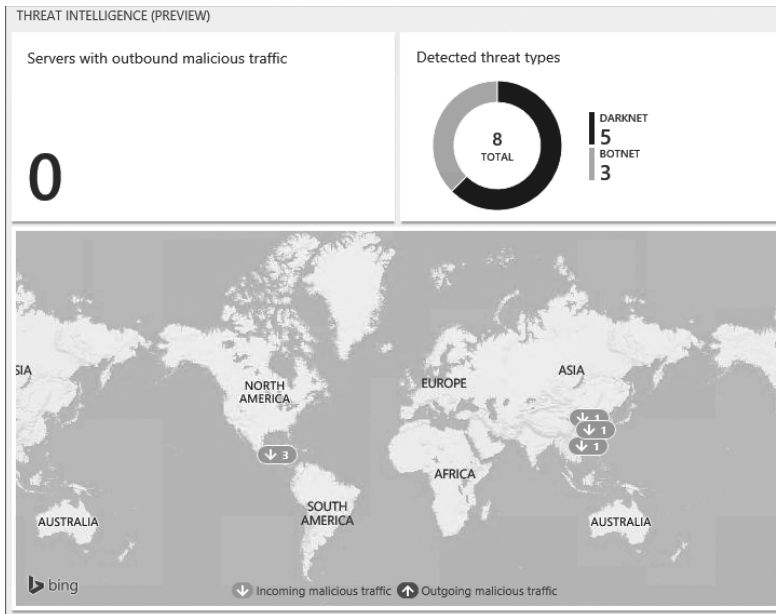 THREAT INTELLIGENCE (PREVIEW)
Servers with outbound malicious traffic
0
Detected threat types
8
TOTAL
DARKNET
5
BOTNET
3
SIA
NORTH
AMERICA
EUROPE
ASIA
1
1
1
3
AFRICA
SOUTH
AMERICA
AUSTRALIA
AUSTRALIA
bing
Incoming malicious traffic
Outgoing malicious traffic